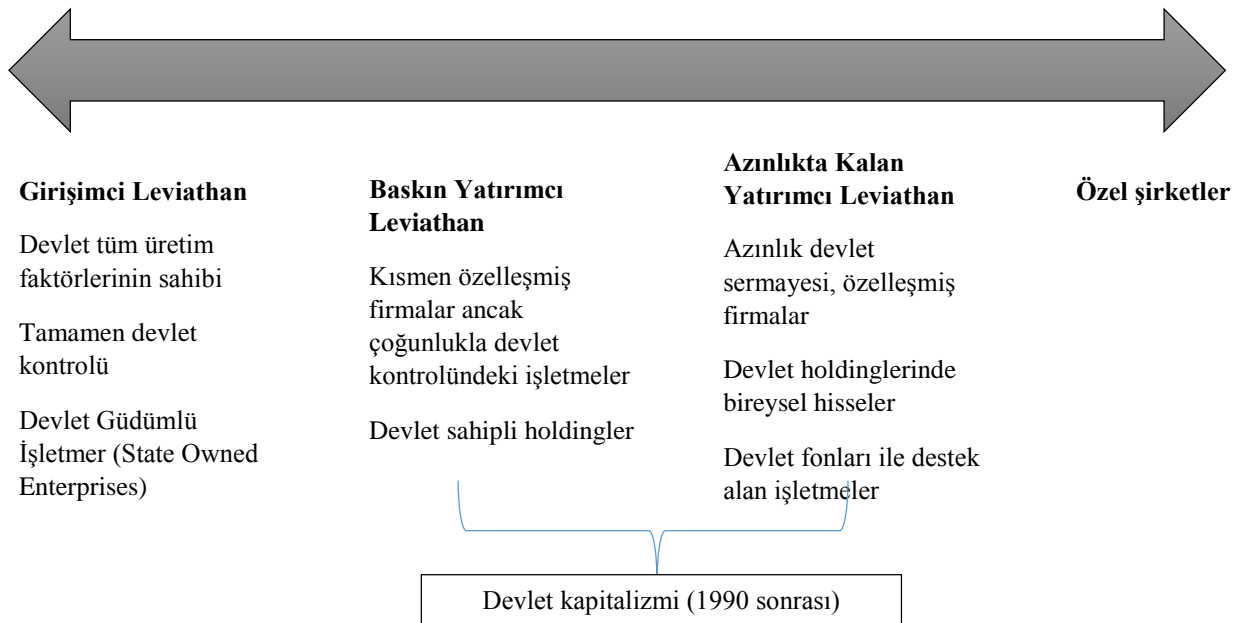 Girişimci Leviathan
Devlet tüm üretim
faktörlerinin sahibi
Tamamen devlet
kontrolü
Devlet Güdümlü
İşletmer (State Owned
Enterprises)
Baskın Yatırımcı
Leviathan
Kısmen özelleşmiş
firmalar ancak
çoğunlukla devlet
kontrolündeki işletmeler
Devlet sahipli holdingler
Azınlıkta Kalan
Yatırımcı Leviathan
Azınlık devlet
sermayesi, özelleşmiş
firmalar
Devlet holdinglerinde
bireysel hisseler
Devlet fonları ile destek
alan işletmeler
Özel şirketler
Devlet kapitalizmi (1990 sonrası)